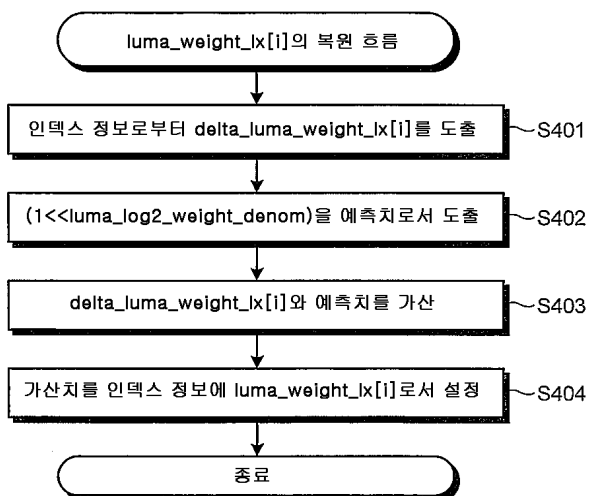 luma_weight_lx[i]의 복원 흐름
인덱스 정보로부터 delta_luma_weight_lx[i]를 도출
S401
(1<<luma_log2_weight_denom)을 예측치로서 도출
S402
delta_luma_weight_lx[i]와 예측치를 가산
S403
가산치를 인덱스 정보에 luma_weight_lx[i]로서 설정
S404
종료